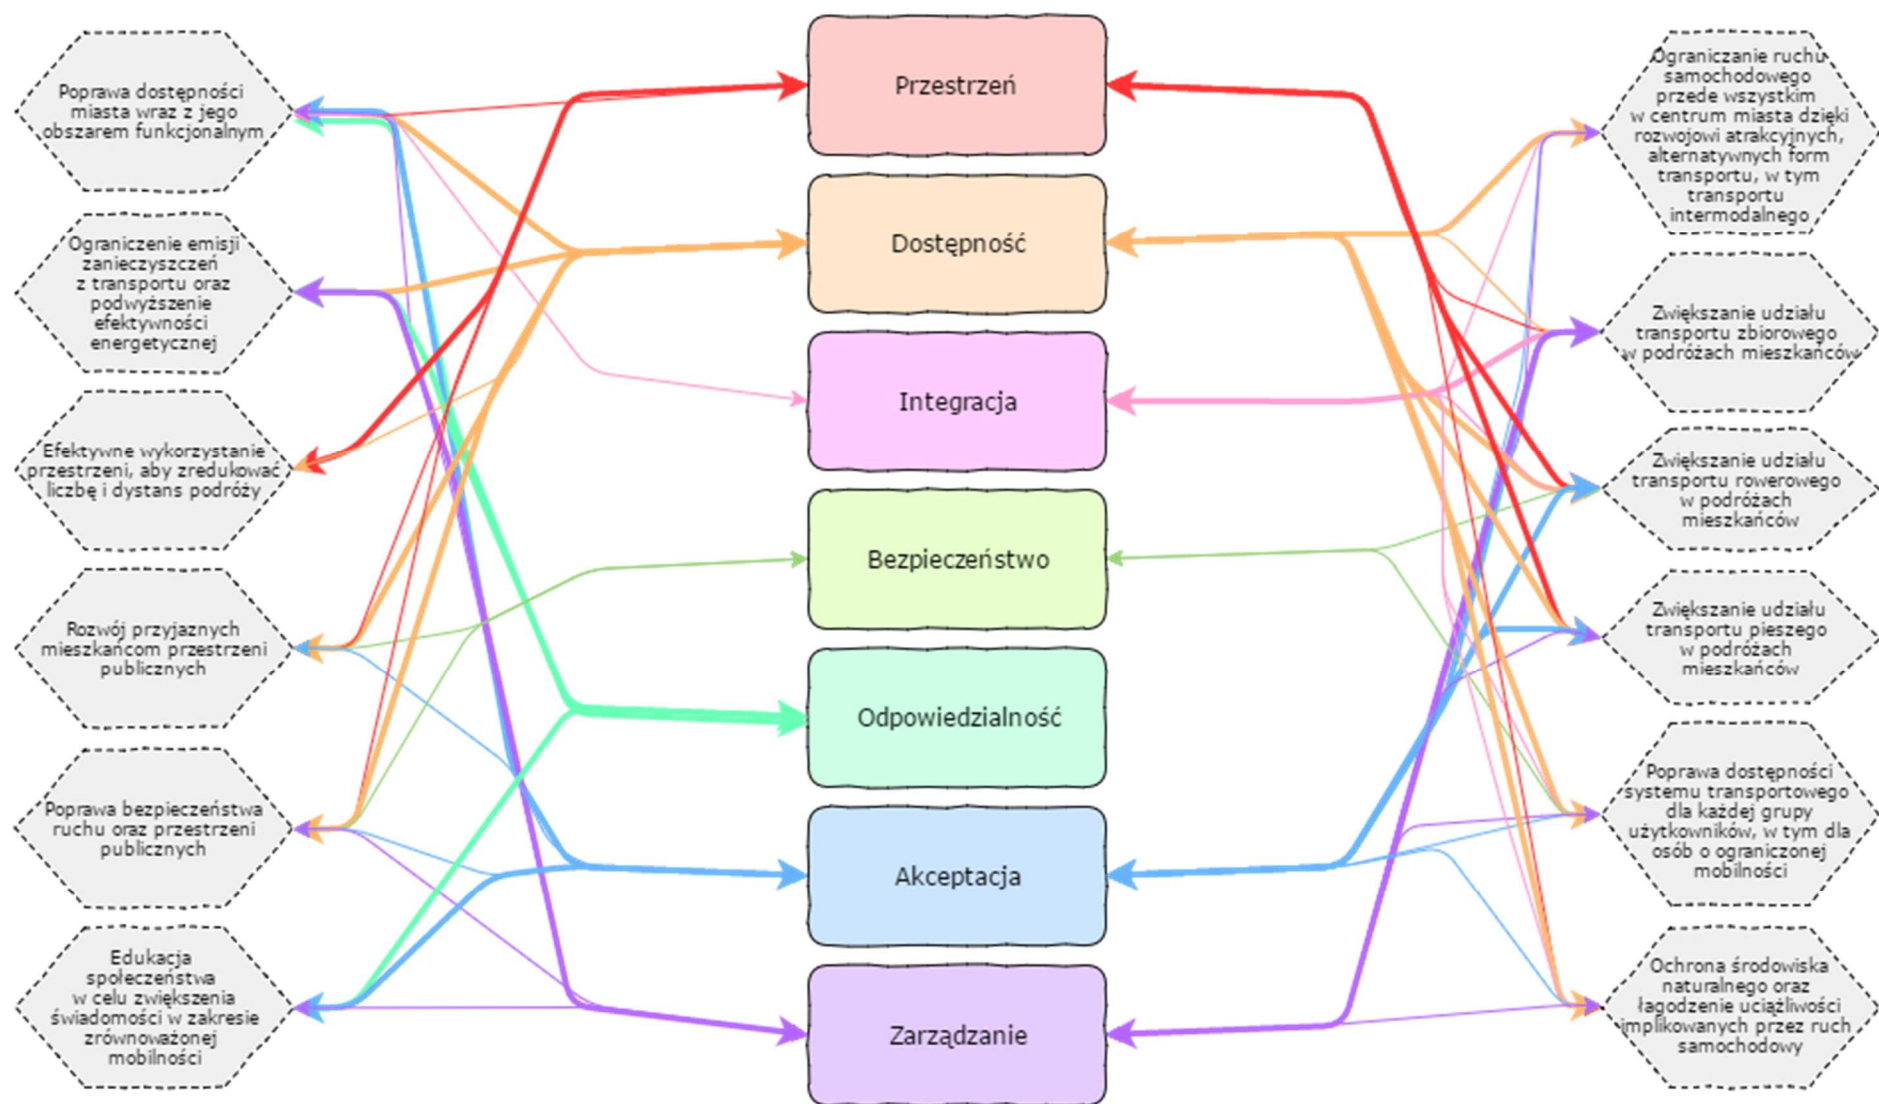 Poprawa dostępności
miasta wraz z jego
obszarem funkcjonalnym
Ograniczenie emisji
zanieczyszczeń
z transportu oraz
podwyższenie
efektywności
energetycznej
Efektywne wykorzystanie
przestrzeni, aby zredukować
liczbę i dystans podróży
Rozwój przyjaznych
mieszkańcom przestrzeni
publicznych
Poprawa bezpieczeństwa
ruchu oraz przestrzeni
publicznych
Edukacja
społeczeństwa
w celu zwiększenia
świadomości w zakresie
zrównoważonej
mobilności
Przestrzeń
Dostępność
Integracja
Bezpieczeństwo
Odpowiedzialność
Akceptacja
Zarządzanie
Ograniczanie ruchu
samochodowego
przede wszystkim
w centrum miasta dzięki
rozwojowi atrakcyjnych,
alternatywnych form
transportu, w tym
transportu
intermodalnego
Zwiększanie udziału
transportu zbiorowego
w podróżach mieszkańców
Zwiększanie udziału
transportu rowerowego
w podróżach
mieszkańców
Zwiększanie udziału
transportu pieszego
w podróżach
mieszkańców
Poprawa dostępności
systemu transportowego
dla każdej grupy
użytkowników, w tym dla
osób o ograniczonej
mobilności
Ochrona środowiska
naturalnego oraz
łagodzenie uciążliwości
implikowanych przez ruch
samochodowy